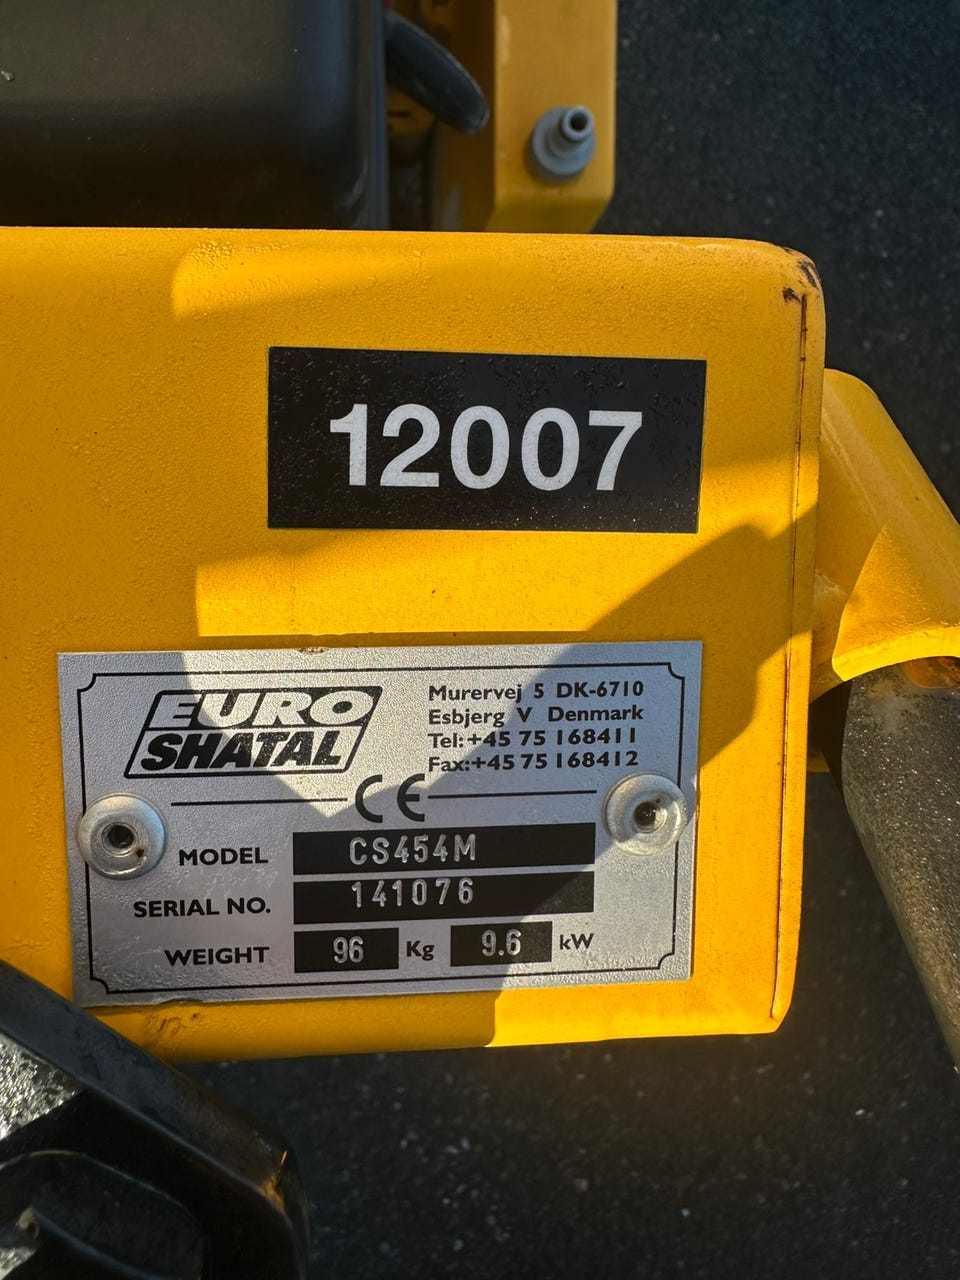 12007
EURO
SHATAL
Murervej 5 DK-6710
Esbjerg V Denmark
Tel:+45 75 168411
Fax:+45 75 168412
CE
MODEL CS454M
SERIAL NO. 141076
WEIGHT 96 Kg 9.6 kW